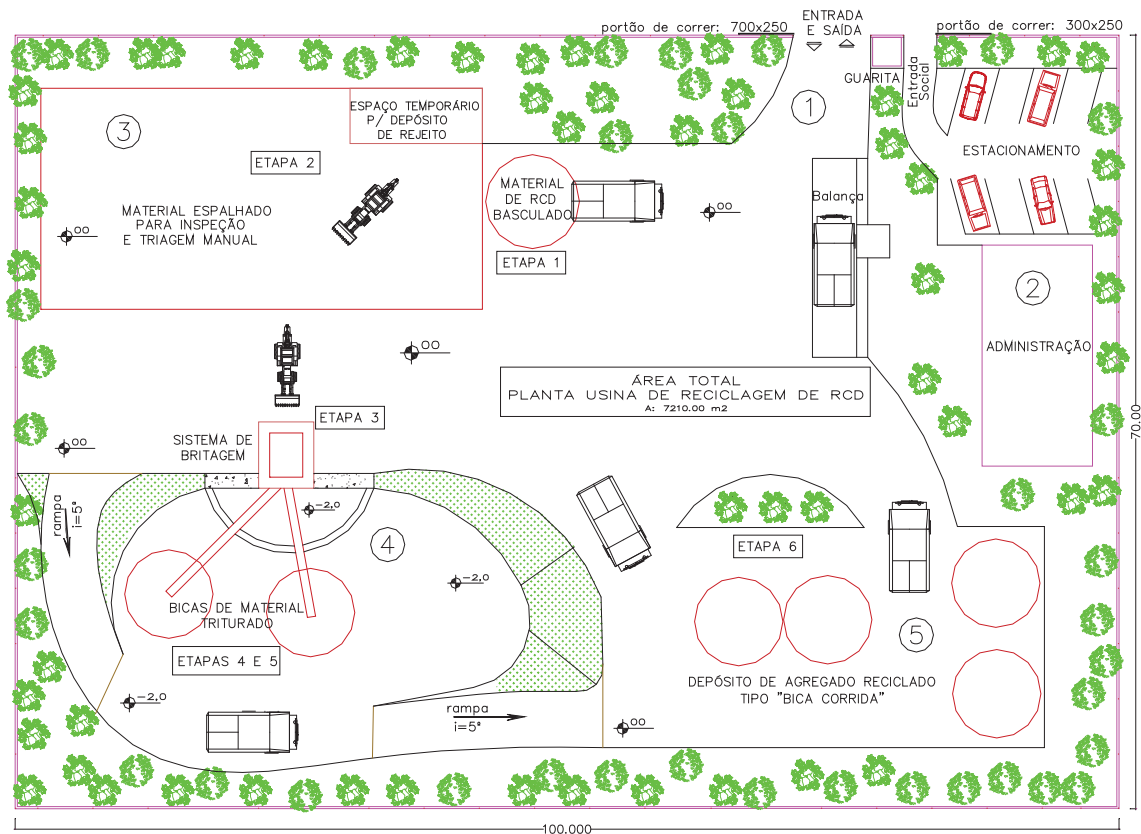 portão de correr: 700x250
ENTRADA
E SAÍDA
portão de correr: 300x250
GUARITA
Entrada
Social
1
3
ESPAÇO TEMPORÁRIO
P/ DEPÓSITO
DE REJEITO
ETAPA 2
ESTACIONAMENTO
MATERIAL
DE RCD
BASCULADO
Balança
MATERIAL ESPALHADO
PARA INSPEÇÃO
E TRIAGEM MANUAL
00
00
ETAPA 1
2
ADMINISTRAÇÃO
00
ÁREA TOTAL
PLANTA USINA DE RECICLAGEM DE RCD
A: 7210.00 m2
ETAPA 3
SISTEMA DE
BRITAGEM
00
70.00
rampa
i=5°
-2,0
4
ETAPA 6
-2,0
BICAS DE MATERIAL
TRITURADO
5
ETAPAS 4 E 5
DEPÓSITO DE AGREGADO RECICLADO
TIPO "BICA CORRIDA"
-2,0
rampa
i=5°
00
100.000